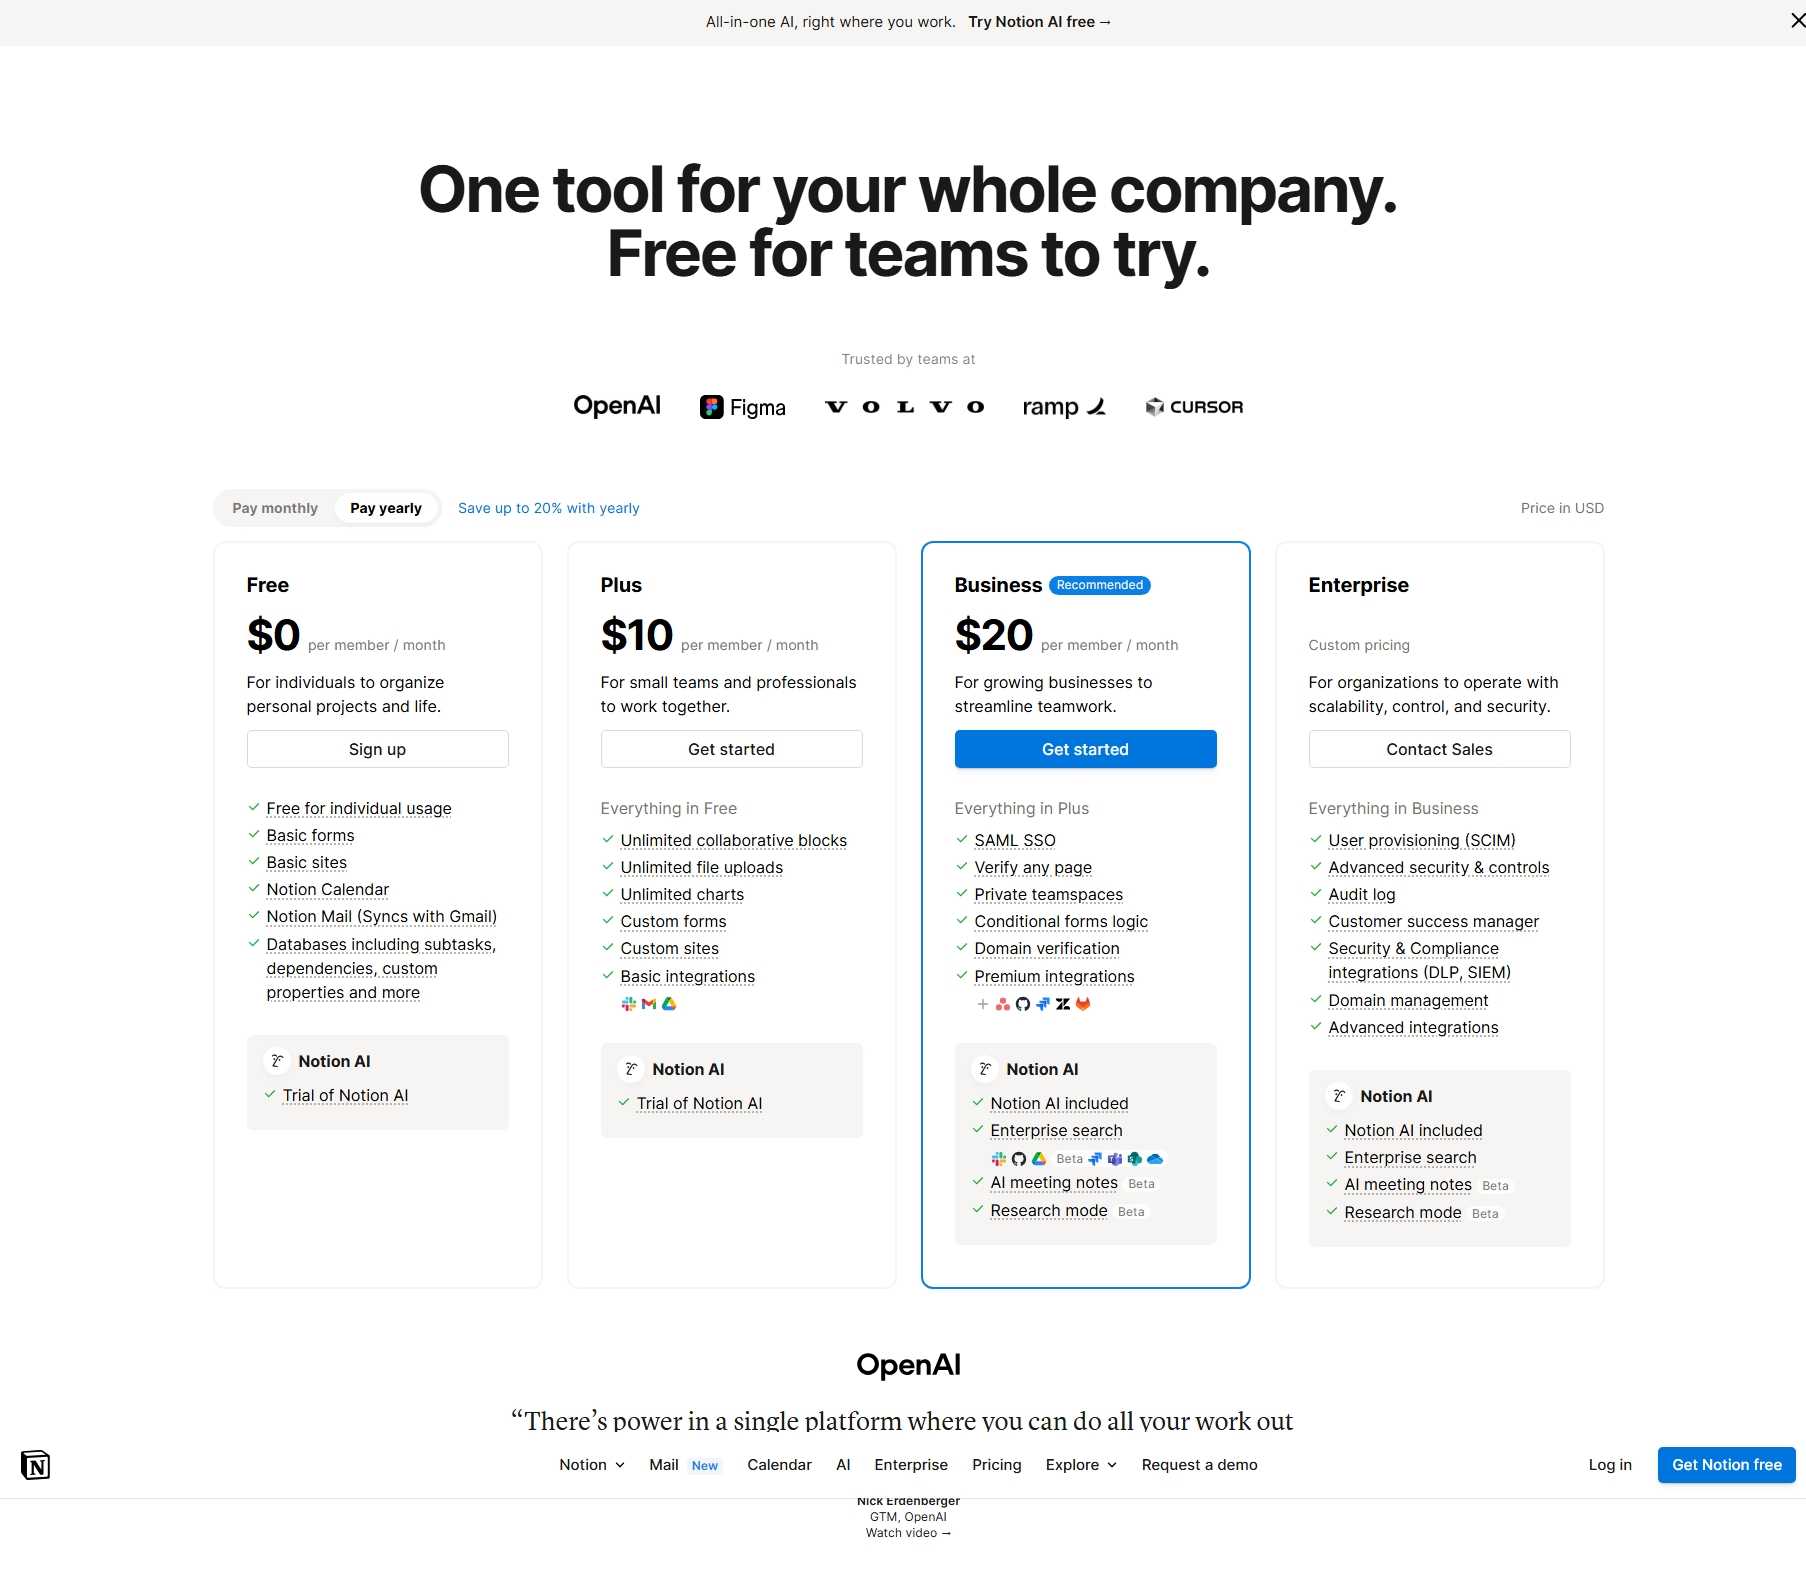 All-in-one AI, right where you work. Try Notion AI free →
One tool for your whole company.
Free for teams to try.
Trusted by teams at
OpenAI Figma VOLVO ramp CURSOR
Pay monthly Pay yearly Save up to 20% with yearly Price in USD
Free
$0 per member / month
For individuals to organize
personal projects and life.
Sign up
Free for individual usage
Basic forms
Basic sites
Notion Calendar
Notion Mail (Syncs with Gmail)
Databases including subtasks,
dependencies, custom
properties and more
Notion AI
Trial of Notion AI
Plus
$10 per member / month
For small teams and professionals
to work together.
Get started
Everything in Free
Unlimited collaborative blocks
Unlimited file uploads
Unlimited charts
Custom forms
Custom sites
Basic integrations
Notion AI
Trial of Notion AI
Business Recommended
$20 per member / month
For growing businesses to
streamline teamwork.
Get started
Everything in Plus
SAML SSO
Verify any page
Private teamspaces
Conditional forms logic
Domain verification
Premium integrations
+
Notion AI
Notion AI included
Enterprise search
Beta
AI meeting notes Beta
Research mode Beta
Enterprise
Custom pricing
For organizations to operate with
scalability, control, and security.
Contact Sales
Everything in Business
User provisioning (SCIM)
Advanced security & controls
Audit log
Customer success manager
Security & Compliance
integrations (DLP, SIEM)
Domain management
Advanced integrations
Notion AI
Notion AI included
Enterprise search
AI meeting notes Beta
Research mode Beta
OpenAI
“There’s power in a single platform where you can do all your work out
N Notion Mail New Calendar AI Enterprise Pricing Explore Request a demo Log in Get Notion free
Nick Erdenberger
GTM, OpenAI
Watch video →